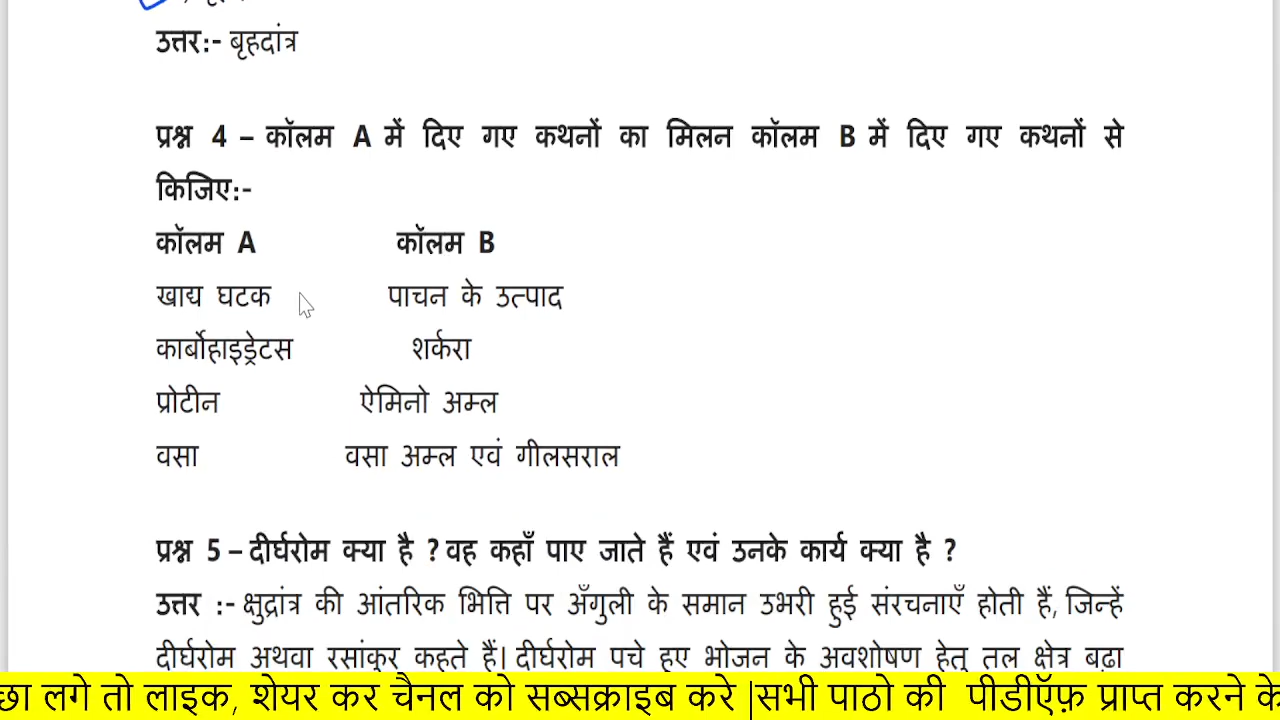 उत्तर:- बृहदांत्र
प्रश्न 4 – कॉलम A में दिए गए कथनों का मिलन कॉलम B में दिए गए कथनों से
किजिए:-
कॉलम A कॉलम B
खाद्य घटक पाचन के उत्पाद
कार्बोहाइड्रेटस शर्करा
प्रोटीन ऐमिनो अम्ल
वसा वसा अम्ल एवं गीलसराल
प्रश्न 5 – दीर्घरोम क्या है ? वह कहाँ पाए जाते हैं एवं उनके कार्य क्या है ?
उत्तर :- क्षुद्रांत्र की आंतरिक भित्ति पर अँगुली के समान उभरी हुई संरचनाएँ होती हैं, जिन्हें
दीर्घरोम अथवा रसांकुर कहते हैं। दीर्घरोम पचे हुए भोजन के अवशोषण हेतु तल क्षेत्र बढ़ा
छा लगे तो लाइक, शेयर कर चैनल को सब्सक्राइब करे |सभी पाठो की पीडीऍफ़ प्राप्त करने के